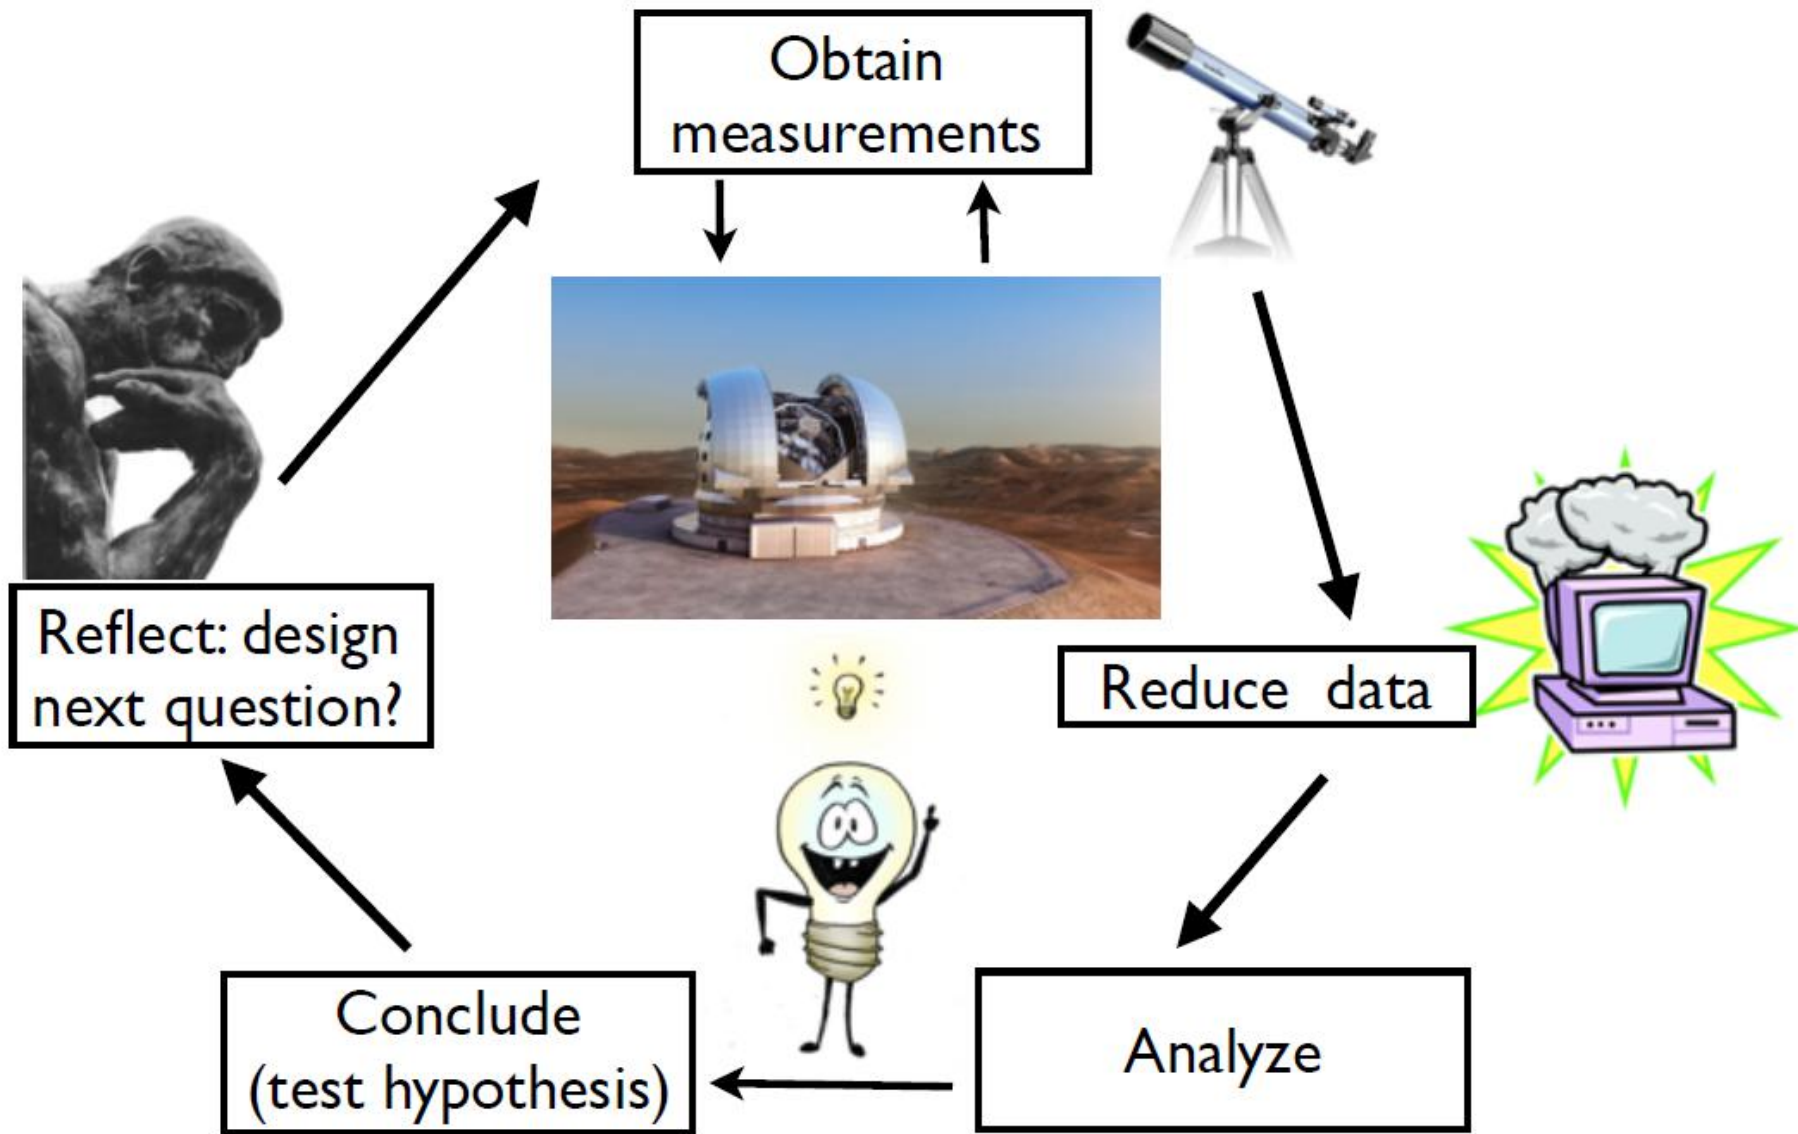 Obtain
measurements
Reduce data
Analyze
Conclude
(test hypothesis)
Reflect: design
next question?